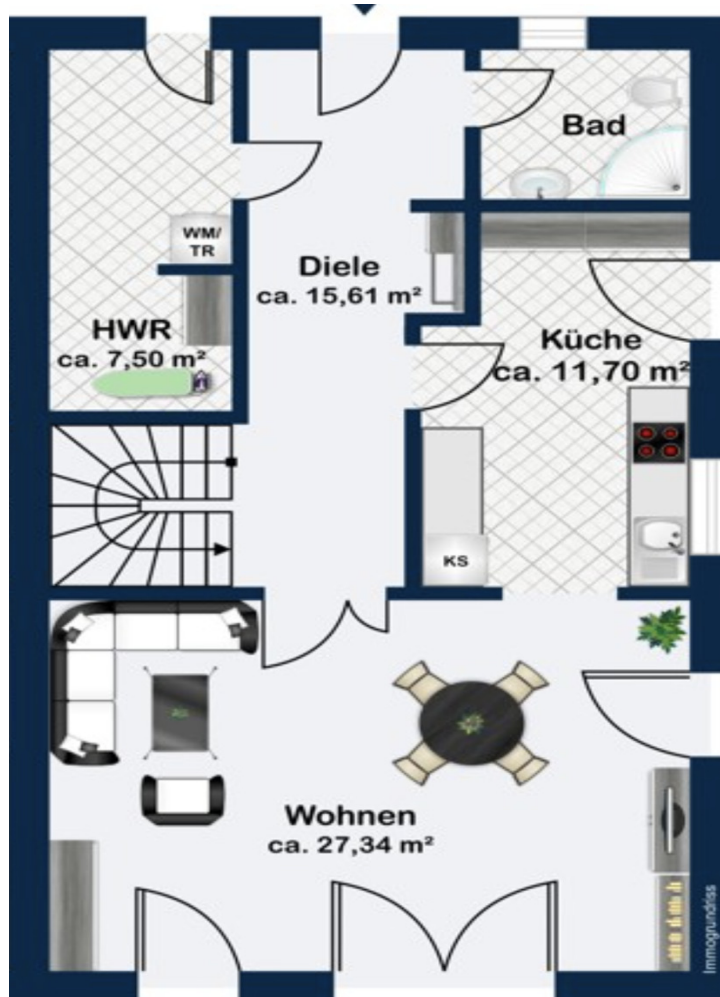 Bad
WM/
TR
Diele
ca. 15,61 m²
HWR
ca. 7,50 m²
Küche
ca. 11,70 m²
KS
Wohnen
ca. 27,34 m²
Immogrundriss